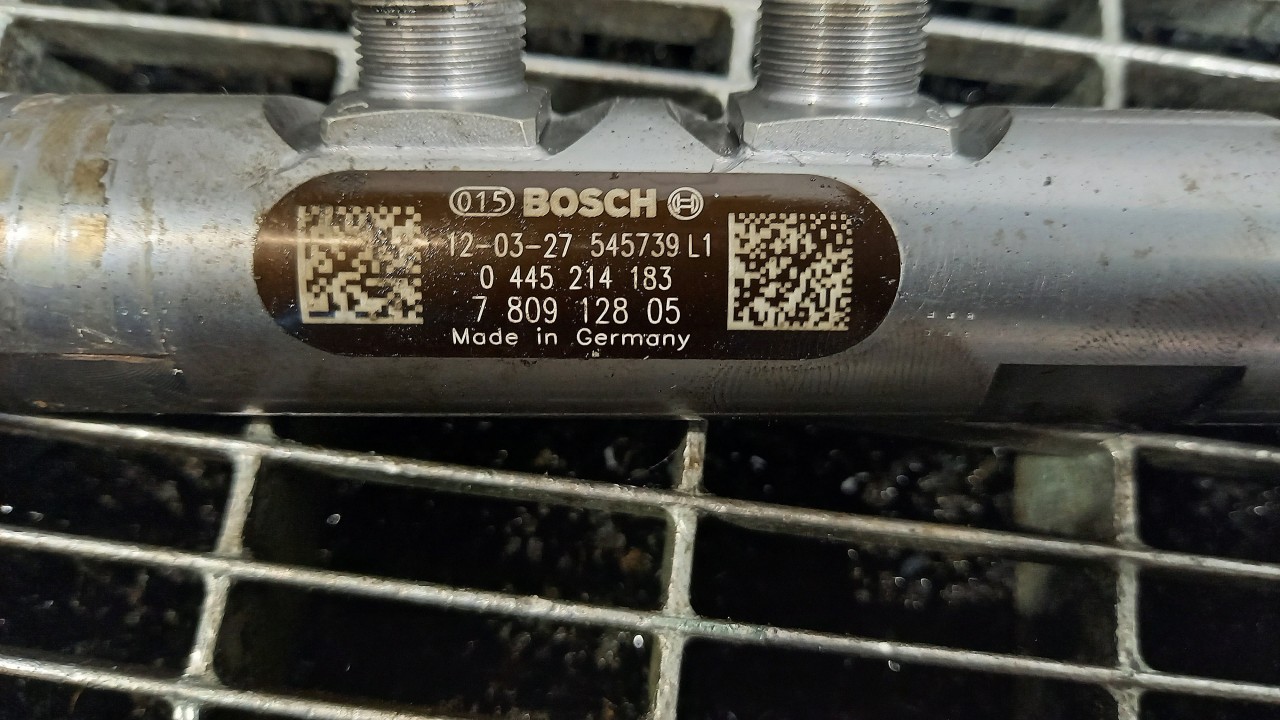 015 BOSCH
12-03-27 545739 L1
0 445 214 183
7 809 128 05
Made in Germany